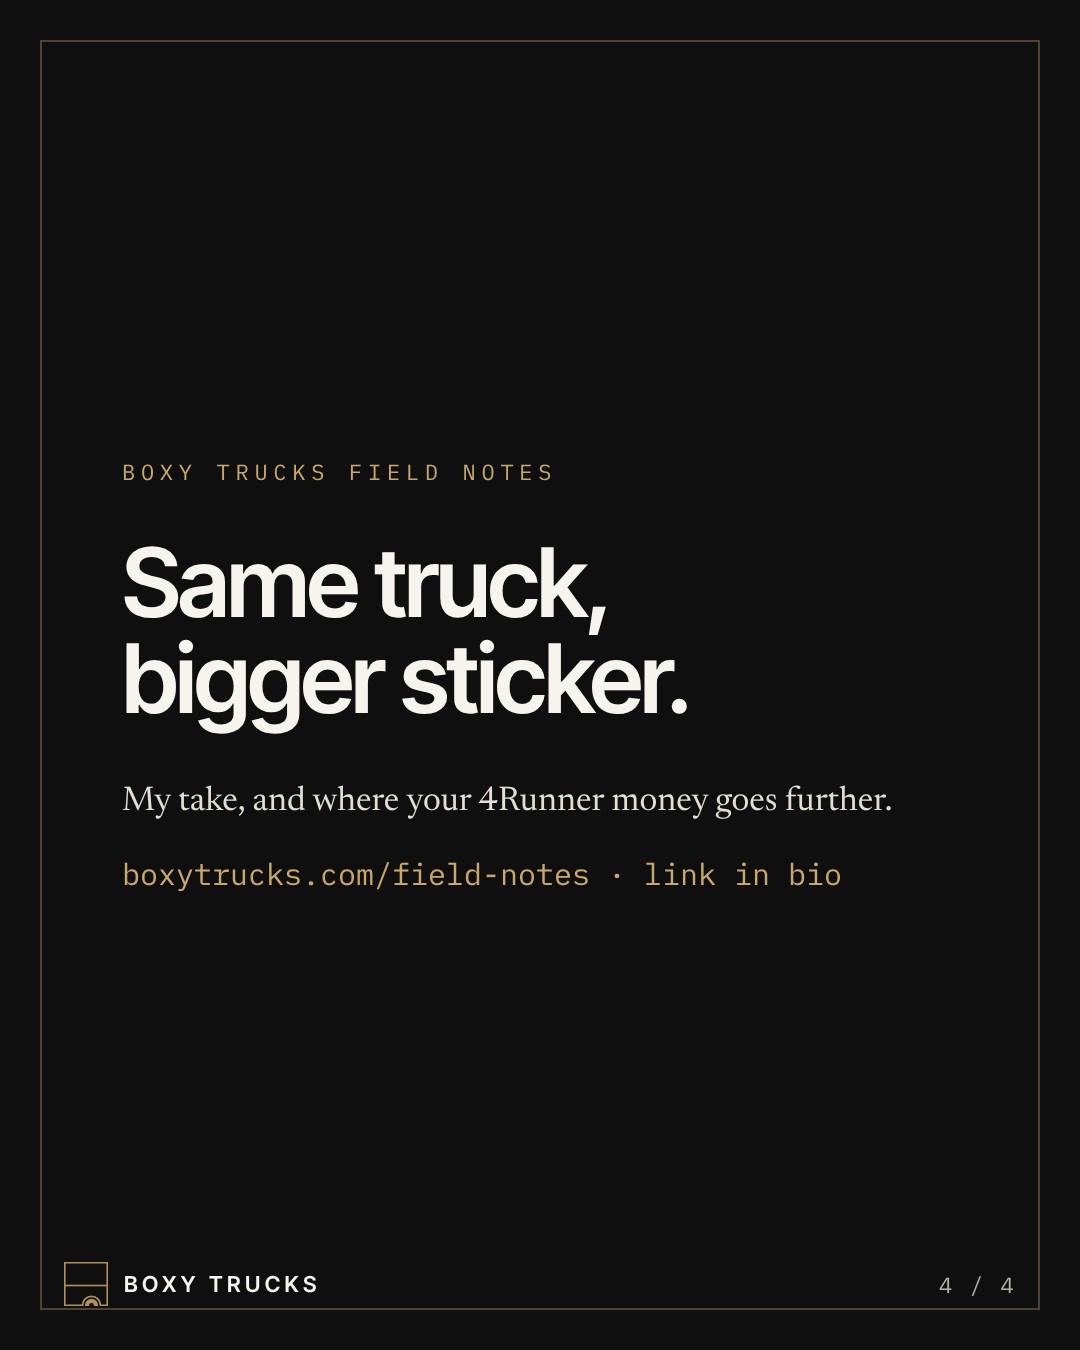 BOXY TRUCKS FIELD NOTES
Same truck,
bigger sticker.
My take, and where your 4Runner money goes further.
boxytrucks.com/field-notes · link in bio
BOXY TRUCKS
4 / 4